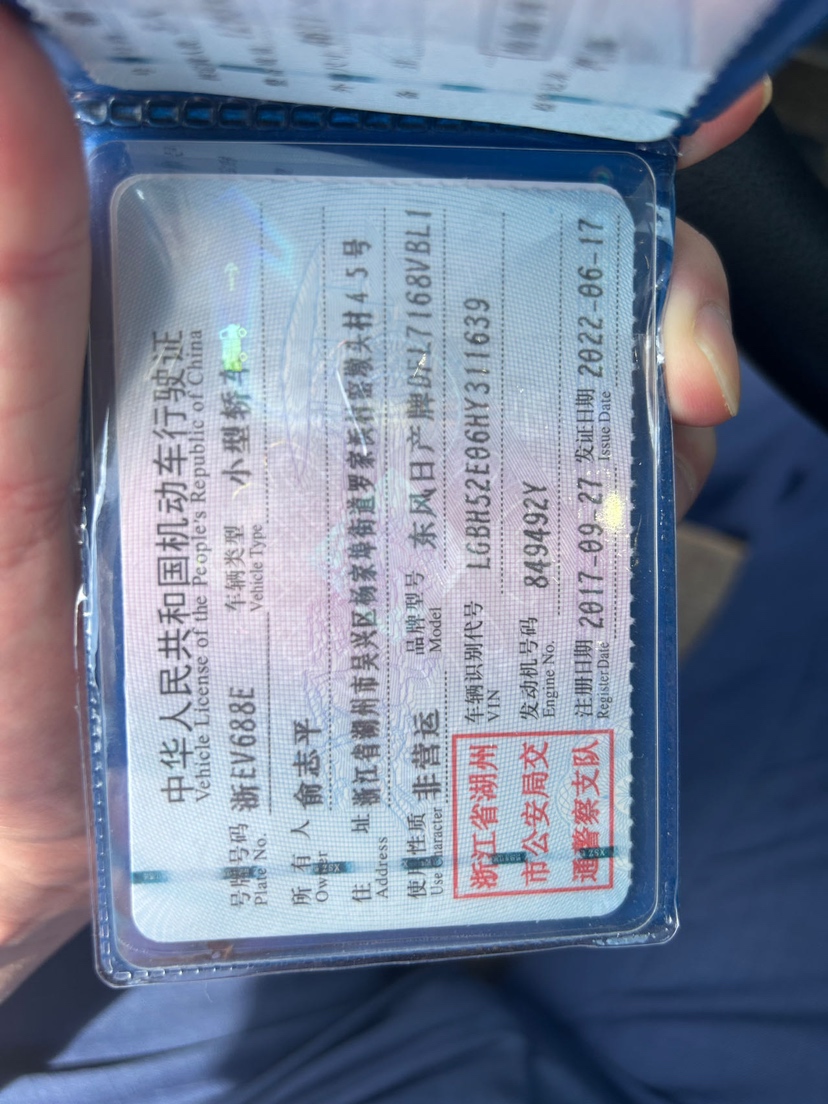 中华人民共和国机动车行驶证
Vehicle License of the People's Republic of China
号牌号码 浙EV688E 车辆类型 小型轿车
Plate No. Vehicle Type
所有人 俞志平
Owner
住址 浙江省湖州市吴兴区杨家埠街道罗家浜村密墩头村45号
Address
使用性质 非营运 品牌型号 东风日产牌DFL7168VBL1
Use Character Model
浙江省湖州
市公安局交
通警察支队
车辆识别代号 LGBH52E06HY311639
VIN
发动机号码 849492Y
Engine No.
注册日期 2017-09-27 发证日期 2022-06-17
Register Date Issue Date